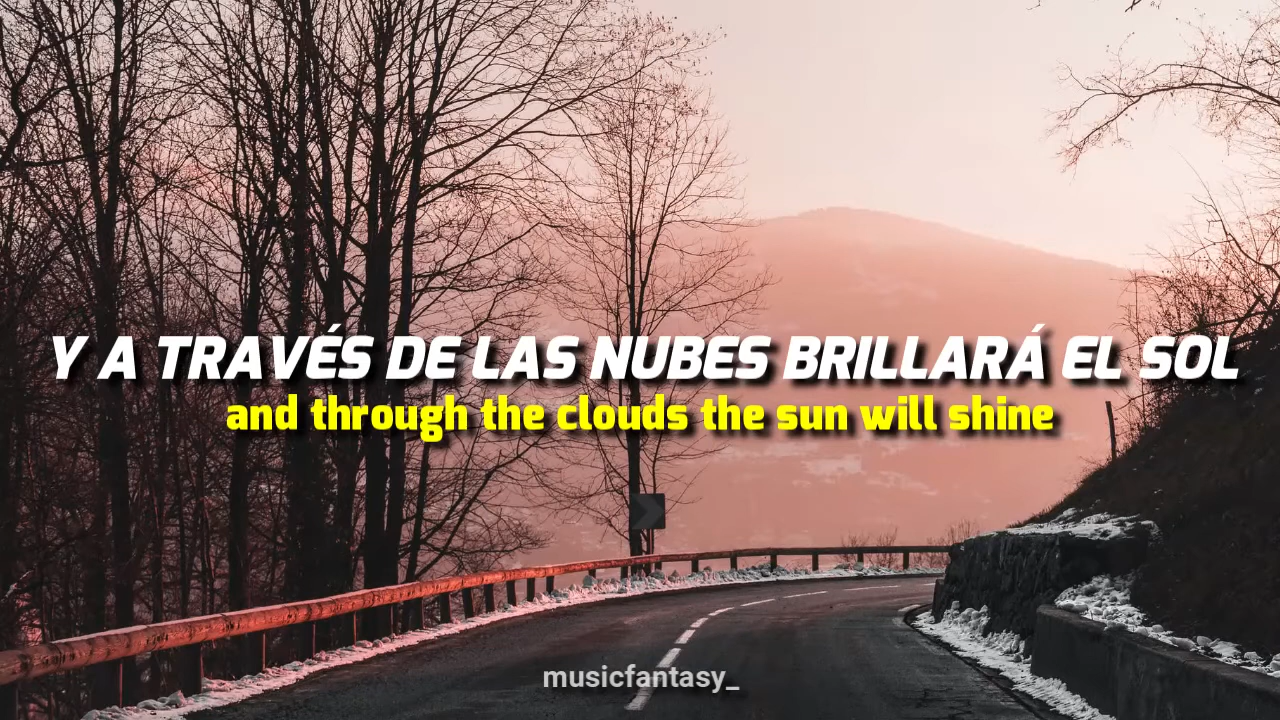 Y A TRAVÉS DE LAS NUBES BRILLARÁ EL SOL
and through the clouds the sun will shine
musicfantasy_